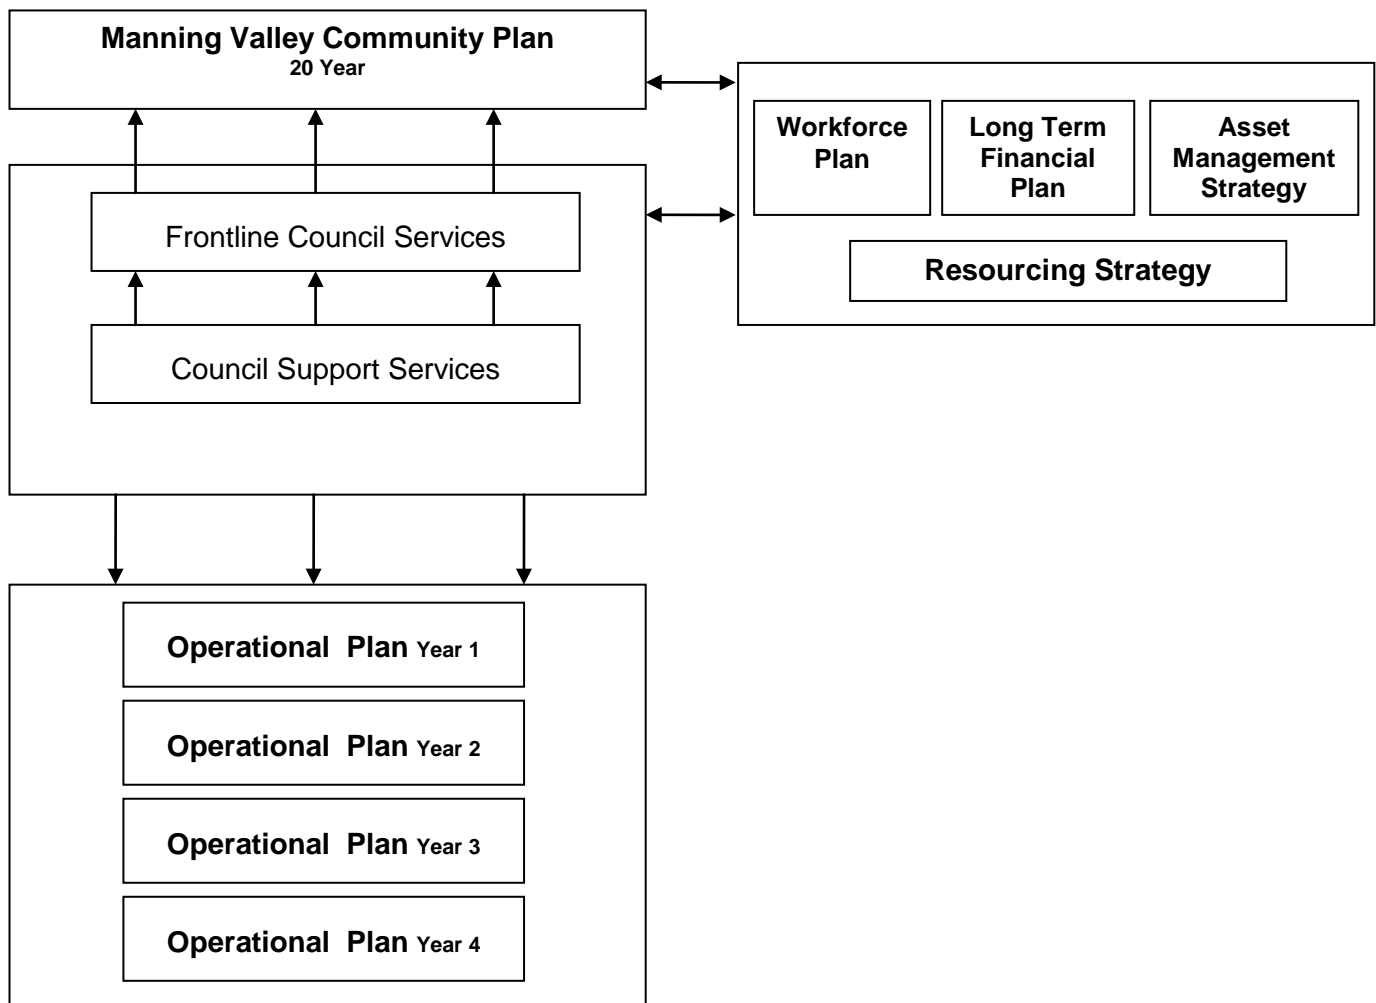 Manning Valley Community Plan
20 Year
Workforce
Plan
Long Term
Financial
Plan
Asset
Management
Strategy
Resourcing Strategy
Frontline Council Services
Council Support Services
Operational Plan Year 1
Operational Plan Year 2
Operational Plan Year 3
Operational Plan Year 4